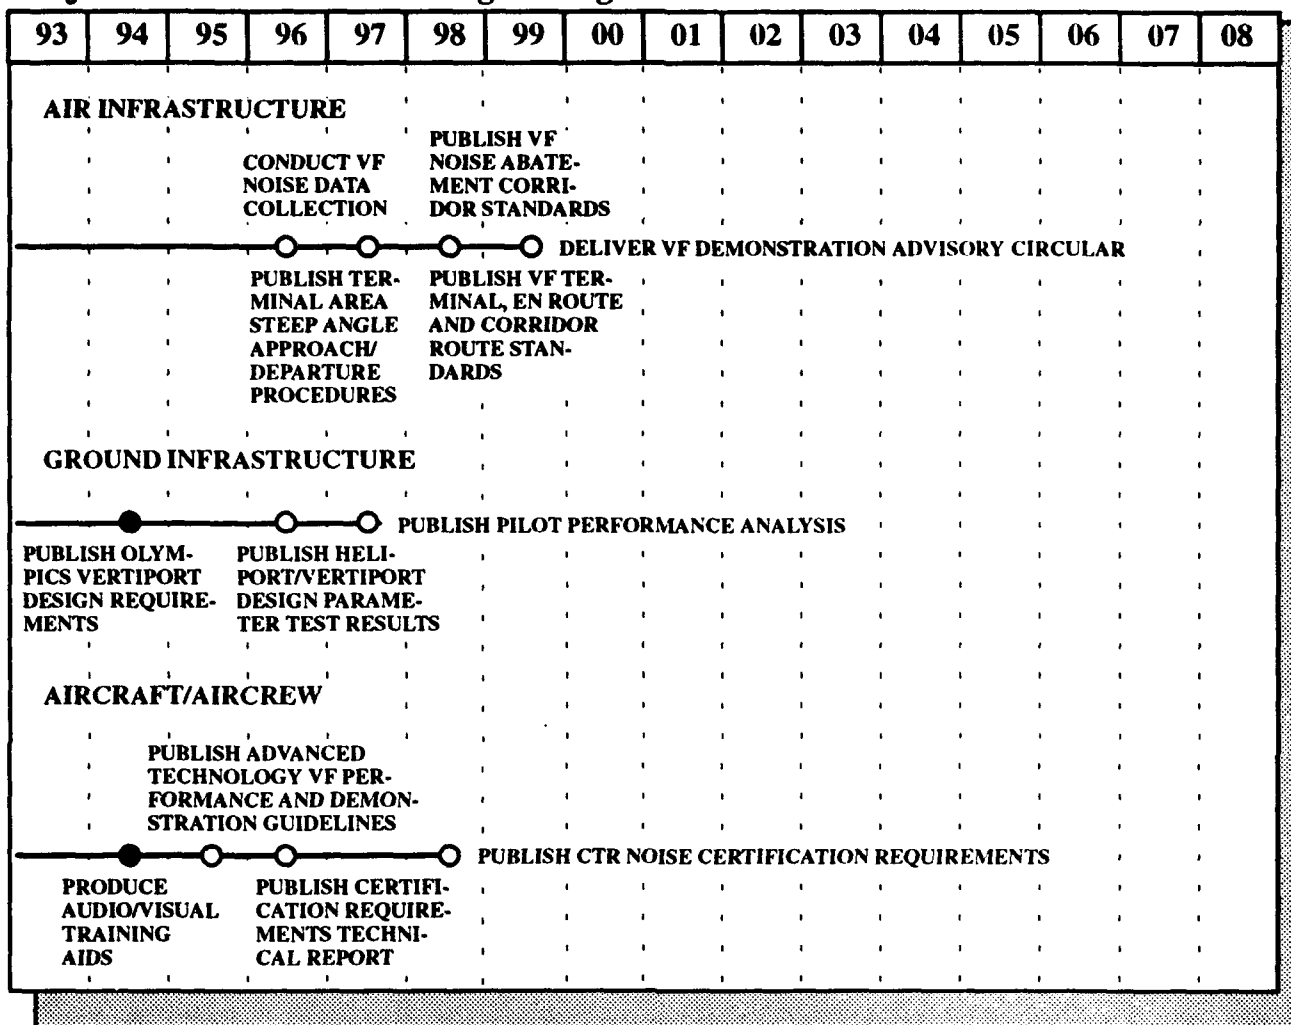 93 94 95 96 97 98 99 00 01 02 03 04 05 06 07 08
AIR INFRASTRUCTURE
CONDUCT VF
NOISE DATA
COLLECTION
PUBLISH VF
NOISE ABATE-
MENT CORRI-
DOR STANDARDS
DELIVER VF DEMONSTRATION ADVISORY CIRCULAR
PUBLISH TER-
MINAL AREA
STEEP ANGLE
APPROACH/
DEPARTURE
PROCEDURES
PUBLISH VF TER-
MINAL, EN ROUTE
AND CORRIDOR
ROUTE STAN-
DARDS
GROUND INFRASTRUCTURE
PUBLISH PILOT PERFORMANCE ANALYSIS
PUBLISH OLYM-
PICS VERTIPORT
DESIGN REQUIRE-
MENTS
PUBLISH HELI-
PORT/VERTIPORT
DESIGN PARAME-
TER TEST RESULTS
AIRCRAFT/AIRCREW
PUBLISH ADVANCED
TECHNOLOGY VF PER-
FORMANCE AND DEMON-
STRATION GUIDELINES
PUBLISH CTR NOISE CERTIFICATION REQUIREMENTS
PRODUCE
AUDIO/VISUAL
TRAINING
AIDS
PUBLISH CERTIFI-
CATION REQUIRE-
MENTS TECHNI-
CAL REPORT